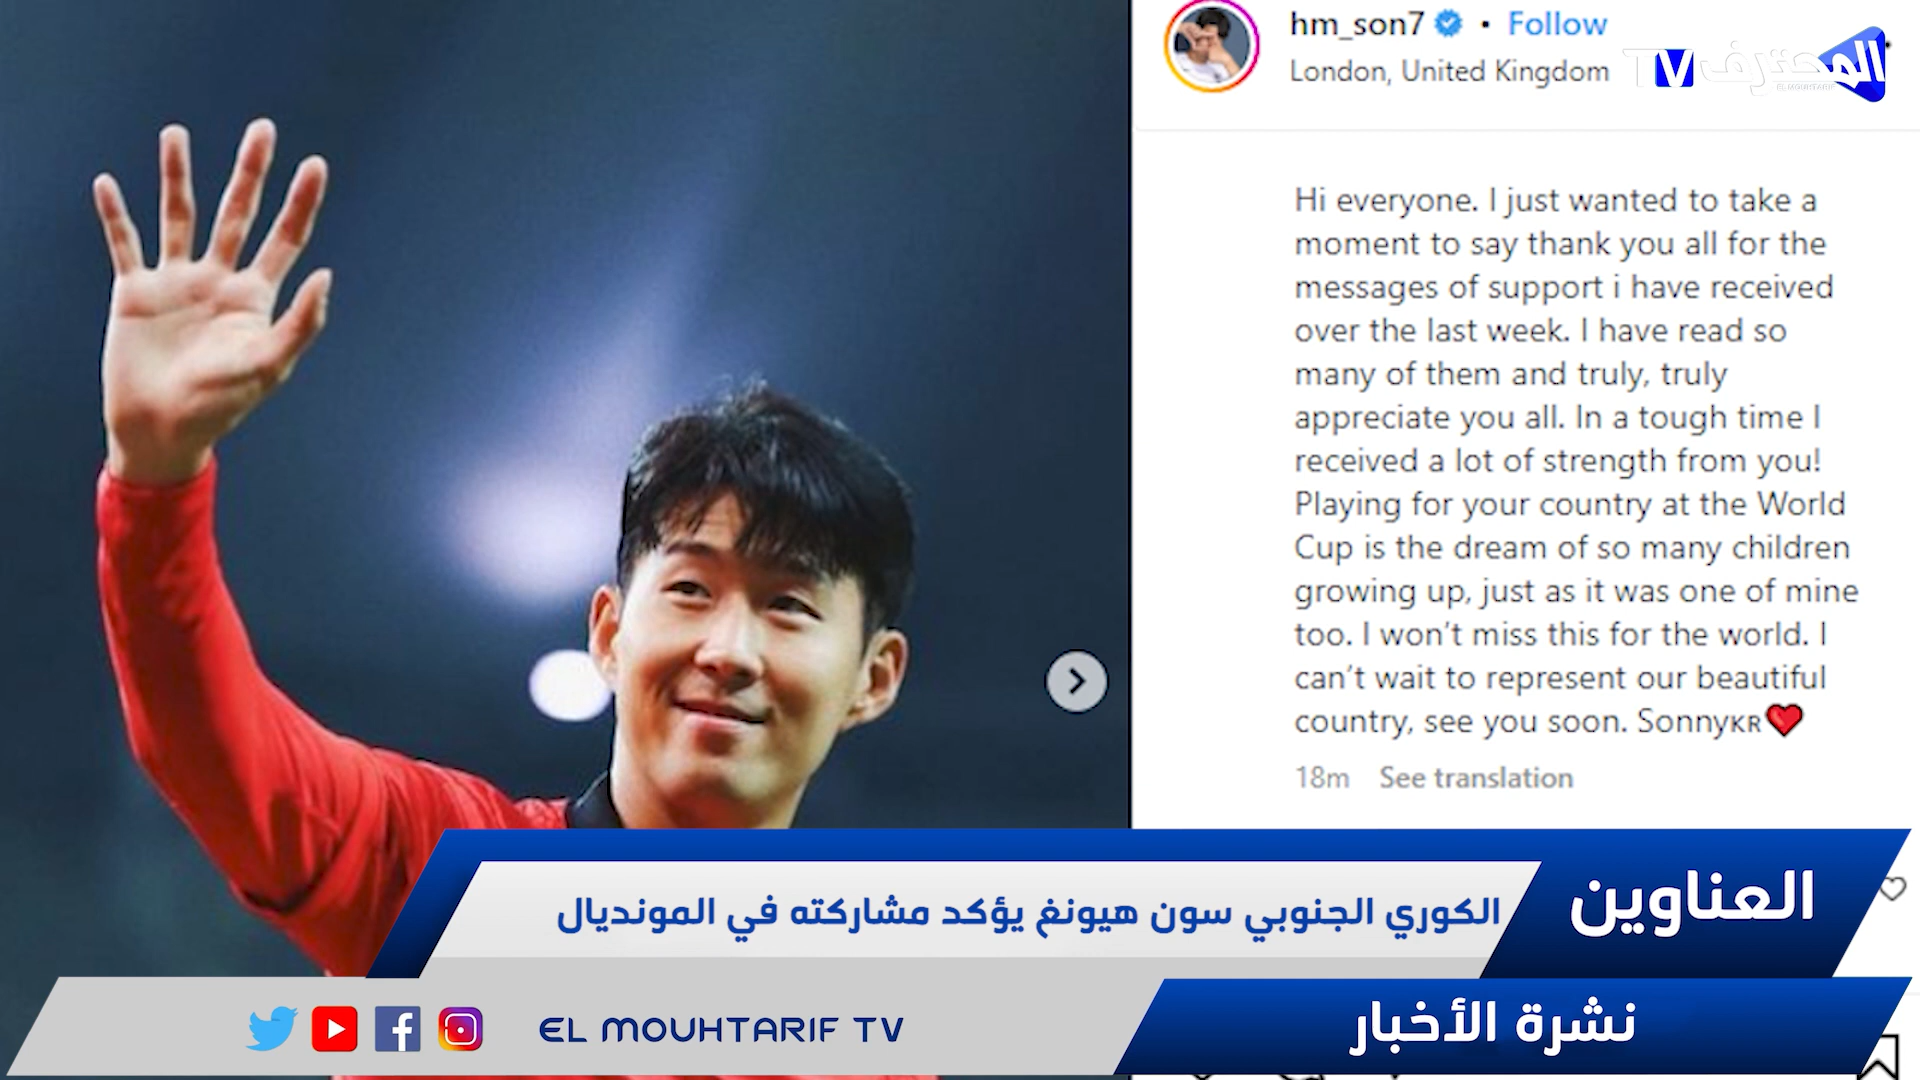 hm_son7 • Follow
London, United Kingdom
المحترف TV
EL MOUHTARIF
Hi everyone. I just wanted to take a
moment to say thank you all for the
messages of support i have received
over the last week. I have read so
many of them and truly, truly
appreciate you all. In a tough time I
received a lot of strength from you!
Playing for your country at the World
Cup is the dream of so many children
growing up, just as it was one of mine
too. I won’t miss this for the world. I
can’t wait to represent our beautiful
country, see you soon. Sonnyᴋʀ❤️
18m See translation
العناوين
الكوري الجنوبي سون هيونغ يؤكد مشاركته في المونديال
نشرة الأخبار
EL MOUHTARIF TV